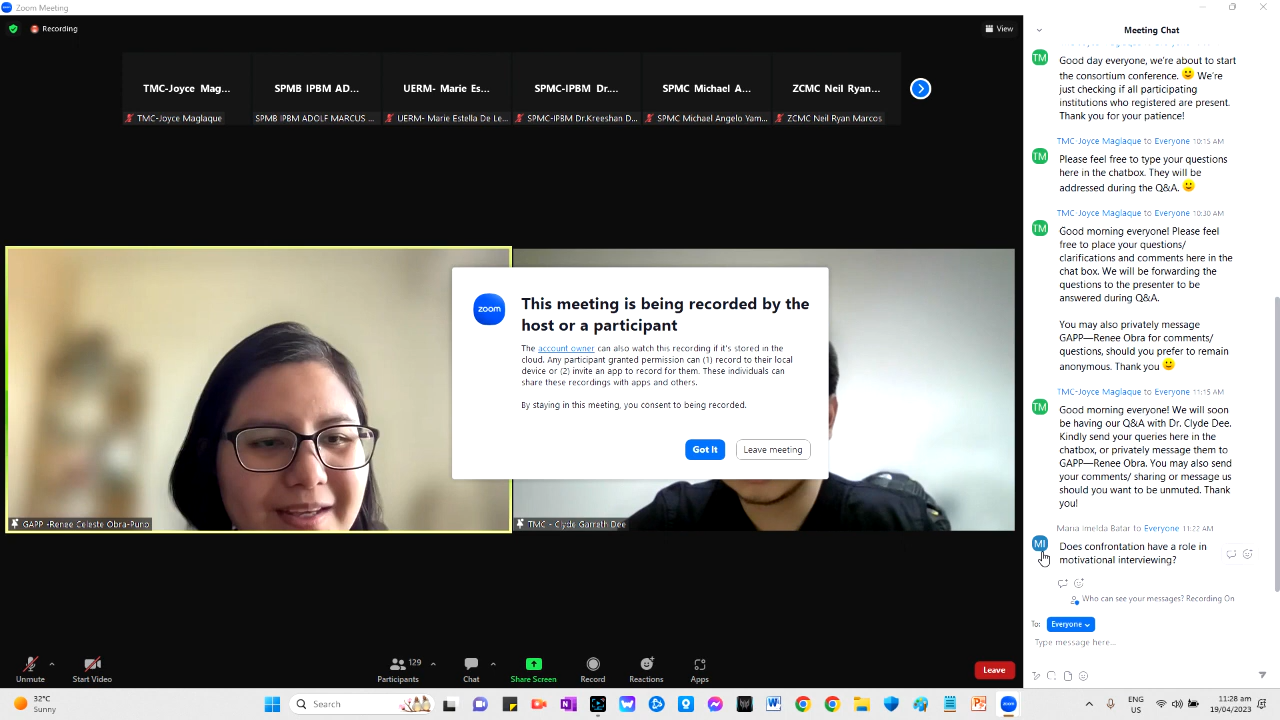 Zoom Meeting
Recording
View
TMC-Joyce Mag...
SPMB IPBM AD...
UERM- Marie Es...
SPMC-IPBM Dr....
SPMC Michael A...
ZCMC Neil Ryan...
TMC-Joyce Maglaque
SPMB IPBM ADOLF MARCUS ...
UERM- Marie Estella De Le...
SPMC-IPBM Dr.Kreeshan D...
SPMC Michael Angelo Yam...
ZCMC Neil Ryan Marcos
zoom
This meeting is being recorded by the
host or a participant
The account owner can also watch this recording if it's stored in the
cloud. Any participant granted permission can (1) record to their local
device or (2) invite an app to record for them. These individuals can
share these recordings with apps and others.
By staying in this meeting, you consent to being recorded.
Got it
Leave meeting
GAPP -Renee Celeste Obra-Puno
TMC - Clyde Garreth Dee
Meeting Chat
TM
Good day everyone, we're about to start
the consortium conference. 🙂 We're
just checking if all participating
institutions who registered are present.
Thank you for your patience!
TMC-Joyce Maglaque to Everyone 10:15 AM
TM
Please feel free to type your questions
here in the chatbox. They will be
addressed during the Q&A. 🙂
TMC-Joyce Maglaque to Everyone 10:30 AM
TM
Good morning everyone! Please feel
free to place your questions/
clarifications and comments here in the
chat box. We will be forwarding the
questions to the presenter to be
answered during Q&A.
You may also privately message
GAPP—Renee Obra for comments/
questions, should you prefer to remain
anonymous. Thank you 🙂
TMC-Joyce Maglaque to Everyone 11:15 AM
TM
Good morning everyone! We will soon
be having our Q&A with Dr. Clyde Dee.
Kindly send your queries here in the
chatbox, or privately message them to
GAPP—Renee Obra. You may also send
your comments/ sharing or message us
should you want to be unmuted. Thank
you!
Maria Imelda Batar to Everyone 11:22 AM
MI
Does confrontation have a role in
motivational interviewing?
Who can see your messages? Recording On
To: Everyone
Type message here...
Unmute
Start Video
129
Participants
Chat
Share Screen
Record
Reactions
Apps
Leave
32°C
Sunny
Search
ENG
US
11:28 am
19/04/2023